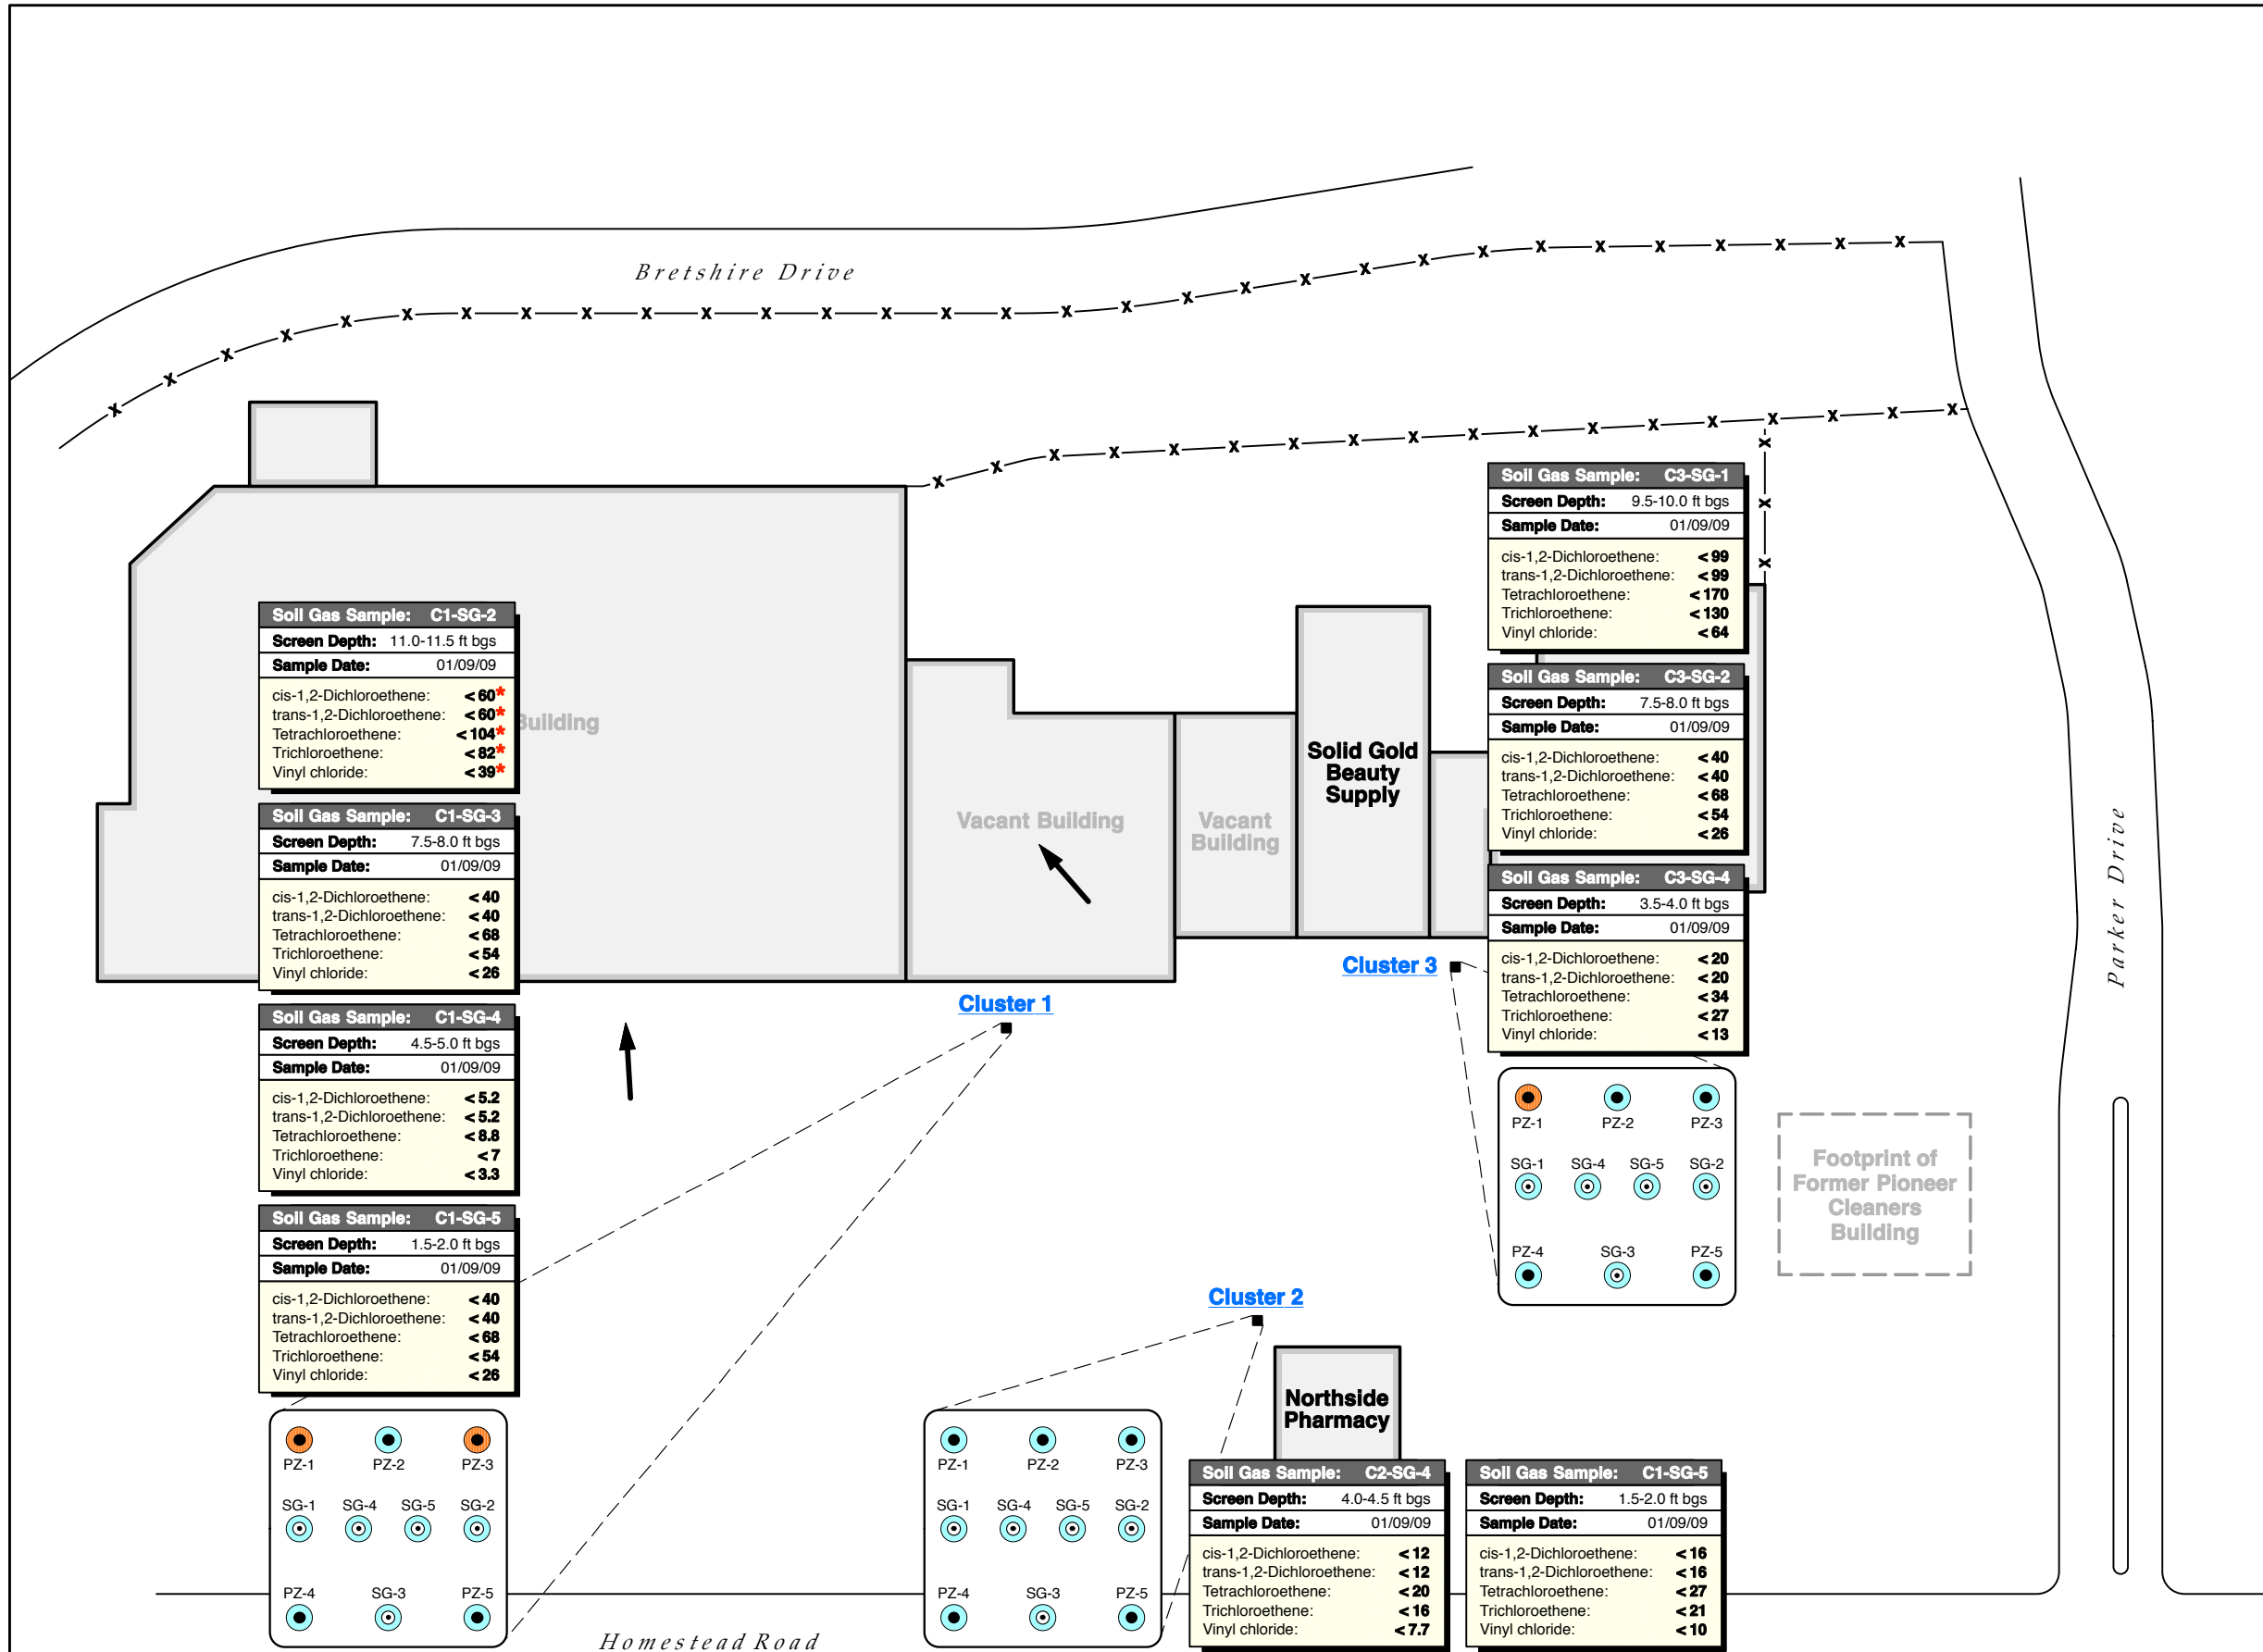 Bretshire Drive
Soil Gas Sample: C3-SG-1
Screen Depth: 9.5-10.0 ft bgs
Sample Date: 01/09/09
cis-1,2-Dichloroethene: < 99
trans-1,2-Dichloroethene: < 99
Tetrachloroethene: < 170
Trichloroethene: < 130
Vinyl chloride: < 64
Soil Gas Sample: C1-SG-2
Screen Depth: 11.0-11.5 ft bgs
Sample Date: 01/09/09
cis-1,2-Dichloroethene: < 60*
trans-1,2-Dichloroethene: < 60*
Tetrachloroethene: < 104*
Trichloroethene: < 82*
Vinyl chloride: < 39*
Building
Soil Gas Sample: C3-SG-2
Screen Depth: 7.5-8.0 ft bgs
Sample Date: 01/09/09
cis-1,2-Dichloroethene: < 40
trans-1,2-Dichloroethene: < 40
Tetrachloroethene: < 68
Trichloroethene: < 54
Vinyl chloride: < 26
Solid Gold
Beauty
Supply
Vacant Building
Vacant
Building
Soil Gas Sample: C1-SG-3
Screen Depth: 7.5-8.0 ft bgs
Sample Date: 01/09/09
cis-1,2-Dichloroethene: < 40
trans-1,2-Dichloroethene: < 40
Tetrachloroethene: < 68
Trichloroethene: < 54
Vinyl chloride: < 26
Soil Gas Sample: C3-SG-4
Screen Depth: 3.5-4.0 ft bgs
Sample Date: 01/09/09
cis-1,2-Dichloroethene: < 20
trans-1,2-Dichloroethene: < 20
Tetrachloroethene: < 34
Trichloroethene: < 27
Vinyl chloride: < 13
Parker Drive
Cluster 3
Cluster 1
Soil Gas Sample: C1-SG-4
Screen Depth: 4.5-5.0 ft bgs
Sample Date: 01/09/09
cis-1,2-Dichloroethene: < 5.2
trans-1,2-Dichloroethene: < 5.2
Tetrachloroethene: < 8.8
Trichloroethene: < 7
Vinyl chloride: < 3.3
PZ-1 PZ-2 PZ-3
SG-1 SG-4 SG-5 SG-2
PZ-4 SG-3 PZ-5
Footprint of
Former Pioneer
Cleaners
Building
Soil Gas Sample: C1-SG-5
Screen Depth: 1.5-2.0 ft bgs
Sample Date: 01/09/09
cis-1,2-Dichloroethene: < 40
trans-1,2-Dichloroethene: < 40
Tetrachloroethene: < 68
Trichloroethene: < 54
Vinyl chloride: < 26
Cluster 2
Northside
Pharmacy
PZ-1 PZ-2 PZ-3
SG-1 SG-4 SG-5 SG-2
PZ-4 SG-3 PZ-5
PZ-1 PZ-2 PZ-3
SG-1 SG-4 SG-5 SG-2
PZ-4 SG-3 PZ-5
Soil Gas Sample: C2-SG-4
Screen Depth: 4.0-4.5 ft bgs
Sample Date: 01/09/09
cis-1,2-Dichloroethene: < 12
trans-1,2-Dichloroethene: < 12
Tetrachloroethene: < 20
Trichloroethene: < 16
Vinyl chloride: < 7.7
Soil Gas Sample: C1-SG-5
Screen Depth: 1.5-2.0 ft bgs
Sample Date: 01/09/09
cis-1,2-Dichloroethene: < 16
trans-1,2-Dichloroethene: < 16
Tetrachloroethene: < 27
Trichloroethene: < 21
Vinyl chloride: < 10
Homestead Road